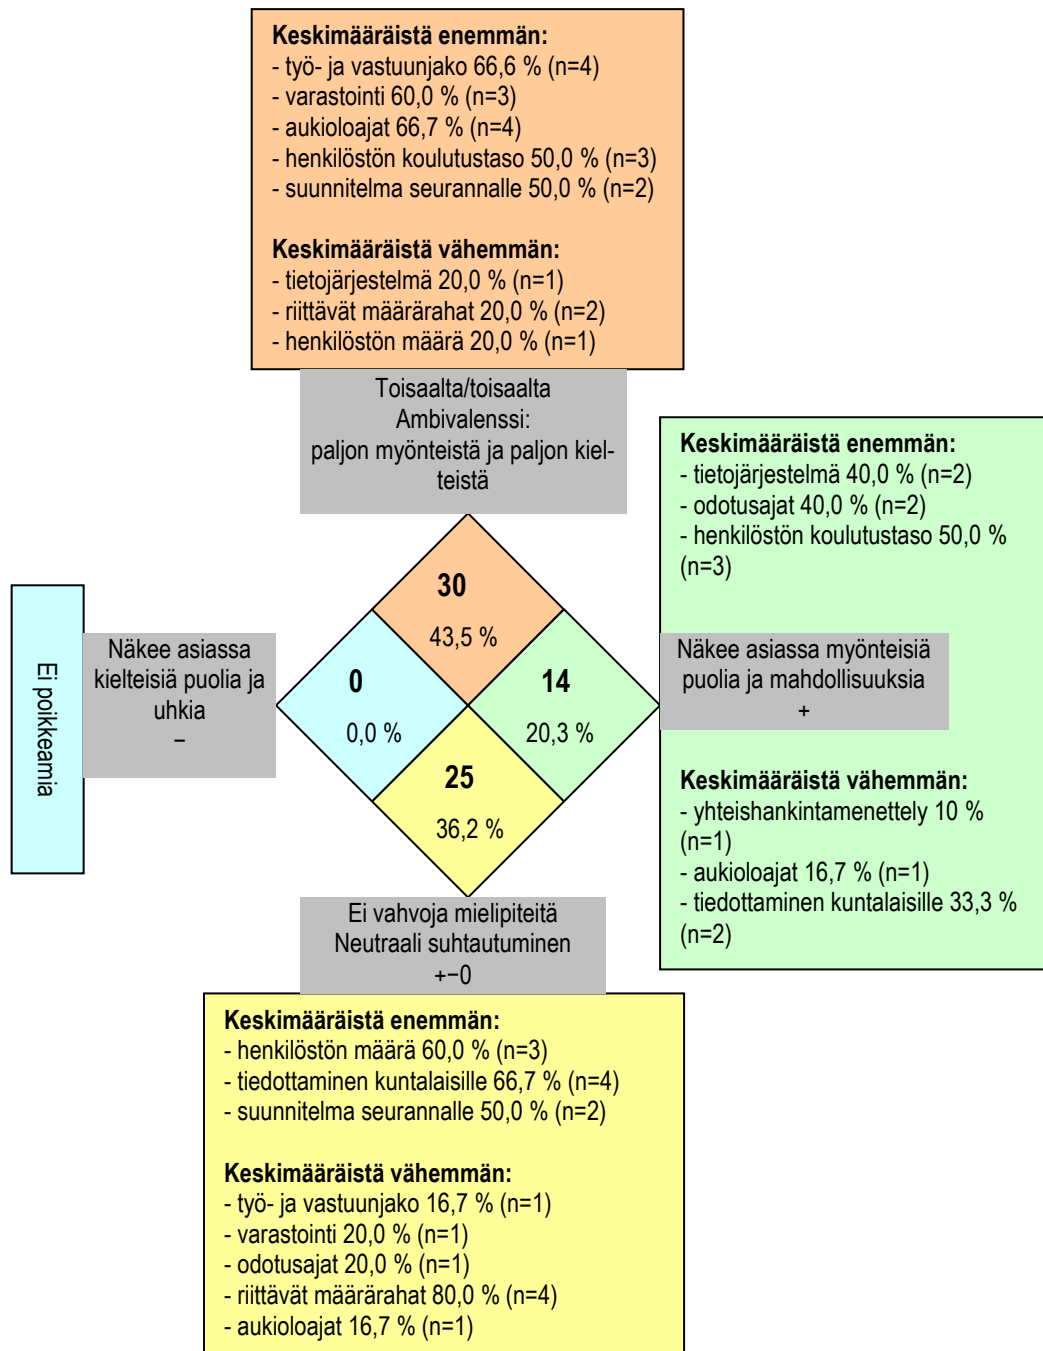 Keskimääräistä enemmän:
- työ- ja vastuunjako 66,6 % (n=4)
- varastointi 60,0 % (n=3)
- aukioloajat 66,7 % (n=4)
- henkilöstön koulutustaso 50,0 % (n=3)
- suunnitelma seurannalle 50,0 % (n=2)
Keskimääräistä vähemmän:
- tietojärjestelmä 20,0 % (n=1)
- riittävät määrärahat 20,0 % (n=2)
- henkilöstön määrä 20,0 % (n=1)
Toisaalta/toisaalta
Ambivalenssi:
paljon myönteistä ja paljon kiel-
teistä
Keskimääräistä enemmän:
- tietojärjestelmä 40,0 % (n=2)
- odotusajat 40,0 % (n=2)
- henkilöstön koulutustaso 50,0 %
(n=3)
30
43,5 %
Ei poikkeamia
Näkee asiassa
kielteisiä puolia ja
uhkia
−
0
0,0 %
14
20,3 %
Näkee asiassa myönteisiä
puolia ja mahdollisuuksia
+
25
36,2 %
Keskimääräistä vähemmän:
- yhteishankintamenettely 10 %
(n=1)
- aukioloajat 16,7 % (n=1)
- tiedottaminen kuntalaisille 33,3 %
(n=2)
Ei vahvoja mielipiteitä
Neutraali suhtautuminen
+−0
Keskimääräistä enemmän:
- henkilöstön määrä 60,0 % (n=3)
- tiedottaminen kuntalaisille 66,7 % (n=4)
- suunnitelma seurannalle 50,0 % (n=2)
Keskimääräistä vähemmän:
- työ- ja vastuunjako 16,7 % (n=1)
- varastointi 20,0 % (n=1)
- odotusajat 20,0 % (n=1)
- riittävät määrärahat 80,0 % (n=4)
- aukioloajat 16,7 % (n=1)